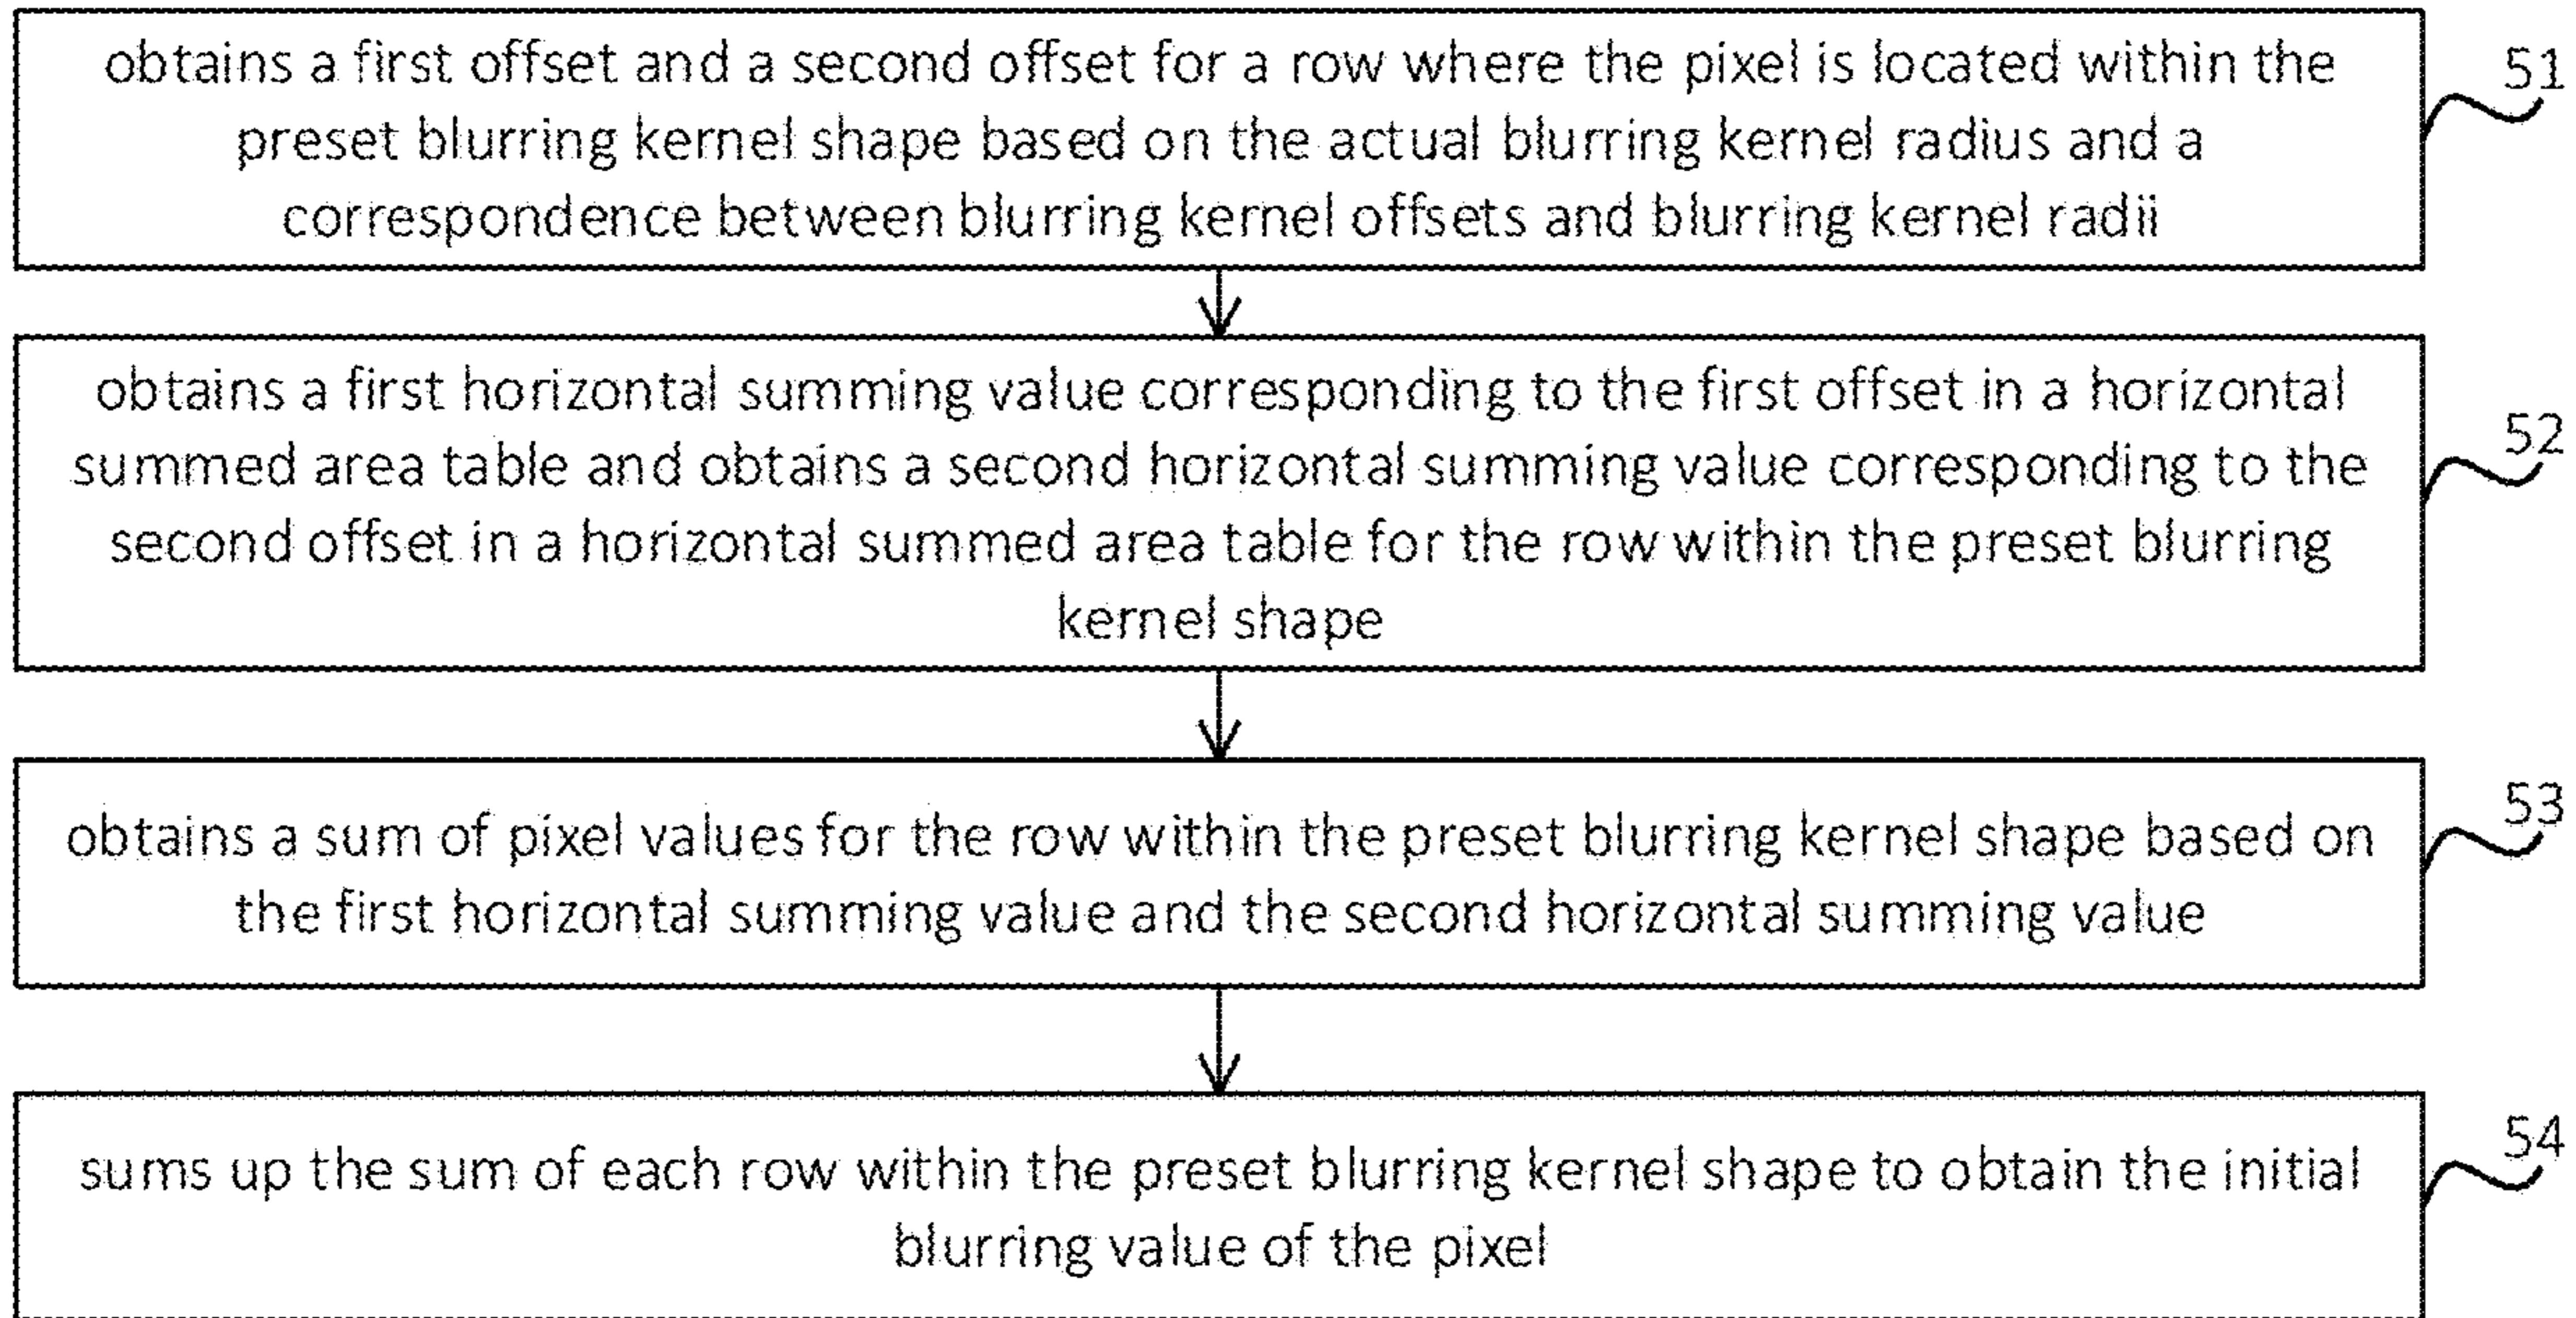 obtains a first offset and a second offset for a row where the pixel is located within the
preset blurring kernel shape based on the actual blurring kernel radius and a
correspondence between blurring kernel offsets and blurring kernel radii
51
obtains a first horizontal summing value corresponding to the first offset in a horizontal
summed area table and obtains a second horizontal summing value corresponding to the
second offset in a horizontal summed area table for the row within the preset blurring
kernel shape
52
obtains a sum of pixel values for the row within the preset blurring kernel shape based on
the first horizontal summing value and the second horizontal summing value
53
sums up the sum of each row within the preset blurring kernel shape to obtain the initial
blurring value of the pixel
54